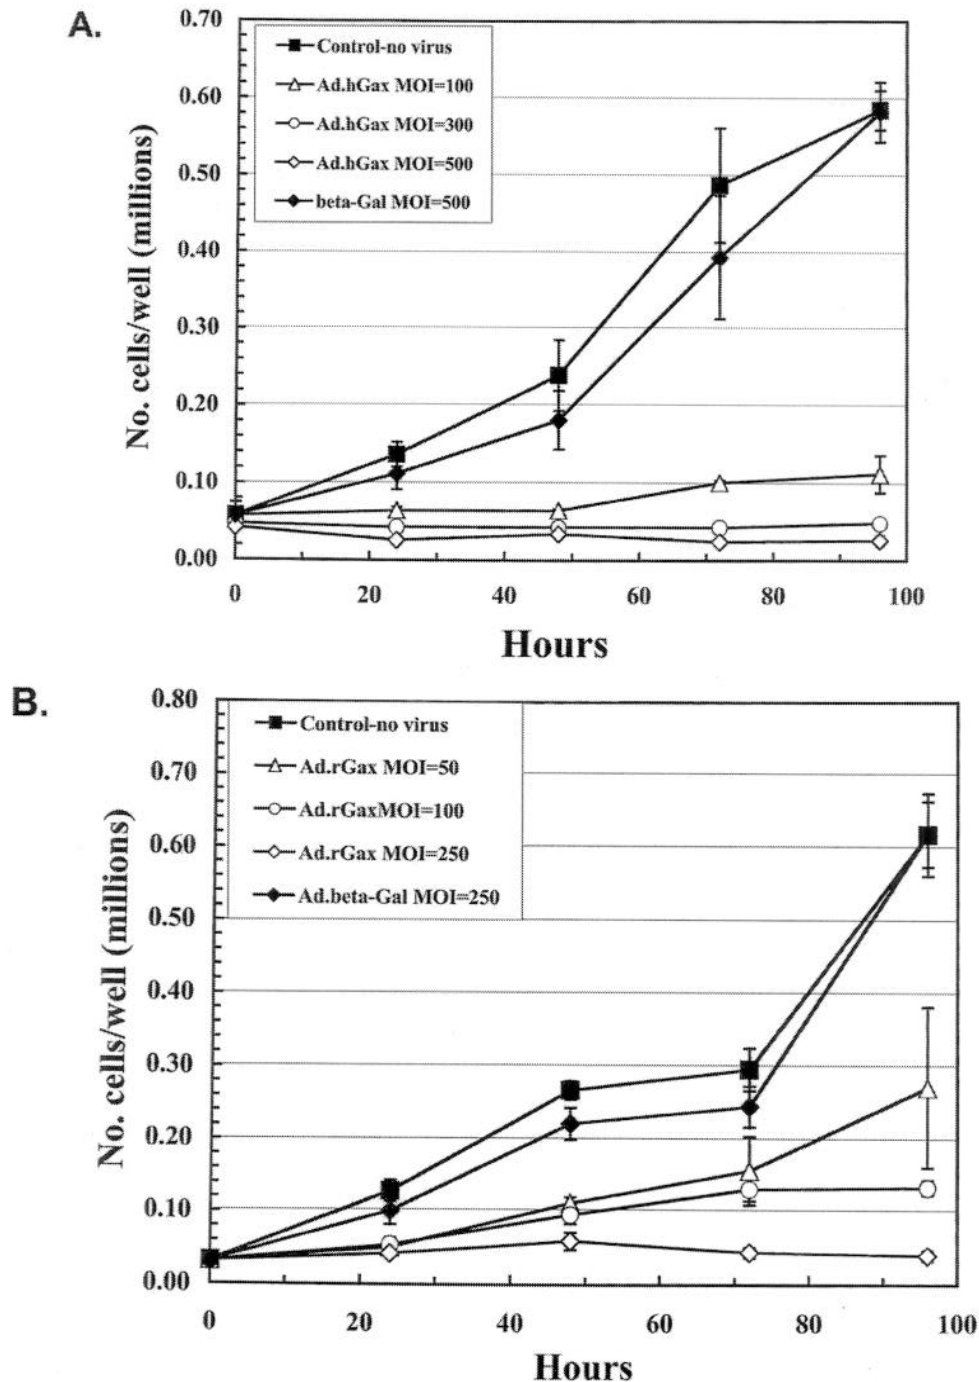 A.
No. cells/well (millions)
0.70
0.60
0.50
0.40
0.30
0.20
0.10
0.00
Control-no virus
Ad.hGax MOI=100
Ad.hGax MOI=300
Ad.hGax MOI=500
beta-Gal MOI=500
0 20 40 60 80 100
Hours
B.
No. cells/well (millions)
0.80
0.70
0.60
0.50
0.40
0.30
0.20
0.10
0.00
Control-no virus
Ad.rGax MOI=50
Ad.rGaxMOI=100
Ad.rGax MOI=250
Ad.beta-Gal MOI=250
0 20 40 60 80 100
Hours